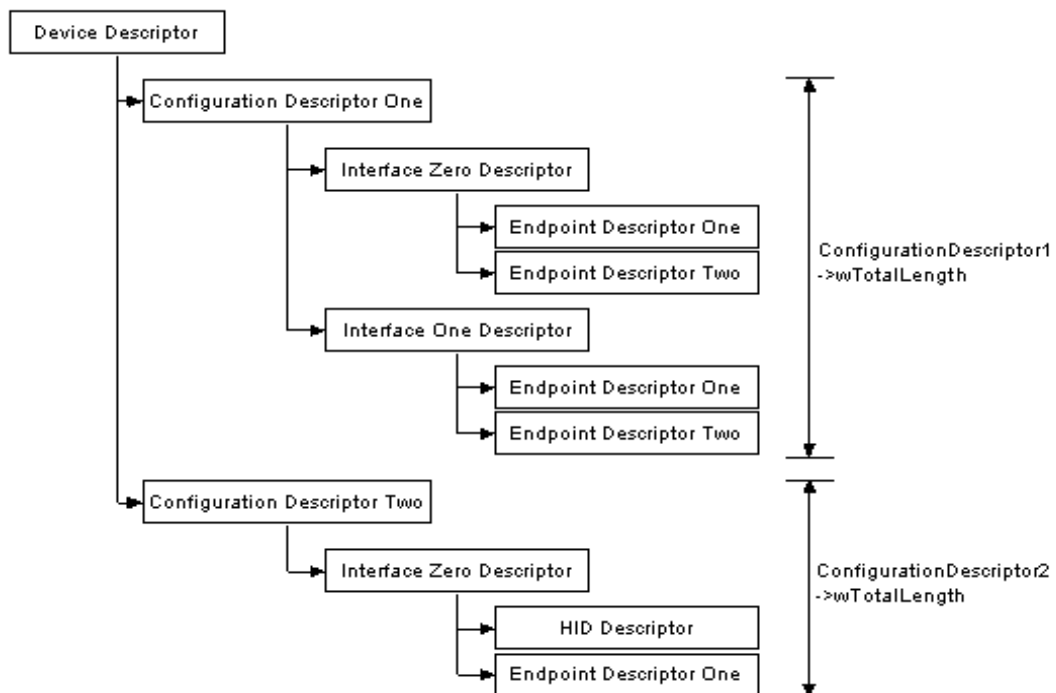 Device Descriptor
Configuration Descriptor One
Interface Zero Descriptor
Endpoint Descriptor One
Endpoint Descriptor Two
Interface One Descriptor
Endpoint Descriptor One
Endpoint Descriptor Two
ConfigurationDescriptor1
->wTotalLength
Configuration Descriptor Two
Interface Zero Descriptor
HID Descriptor
Endpoint Descriptor One
ConfigurationDescriptor2
->wTotalLength